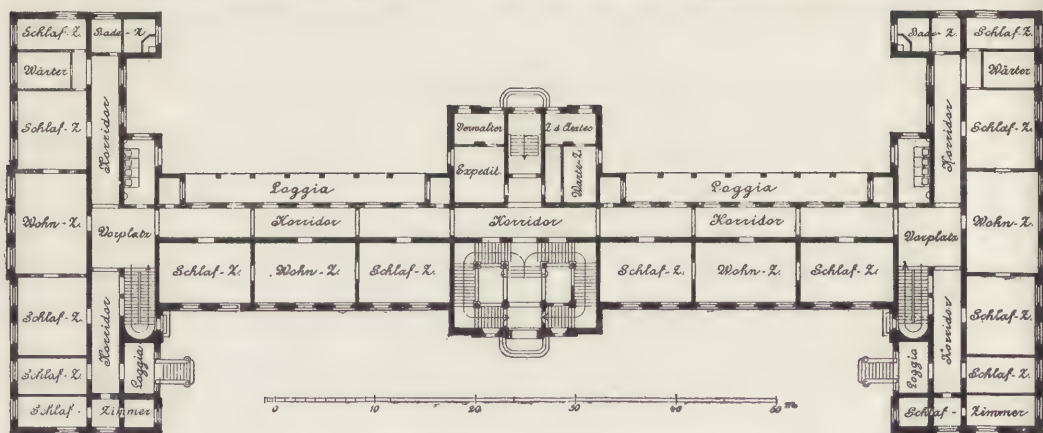 Schlaf-Z. Bade-Z. Bade-Z. Schlaf-Z.
Wärter Wärter
Korridor Korridor
Schlaf-Z. Verwalter Z. d. Aerztes Schlaf-Z.
Expedit. Wärter-Z.
Loggia Loggia
Wohn-Z. Vorplatz Korridor Korridor Korridor Vorplatz Wohn-Z.
Schlaf-Z. Wohn-Z. Schlaf-Z. Schlaf-Z. Wohn-Z. Schlaf-Z.
Schlaf-Z. Korridor Korridor Schlaf-Z.
Schlaf-Z. Loggia Loggia Schlaf-Z.
Schlaf-Zimmer Schlaf-Zimmer
0 10 20 30 40 50 m